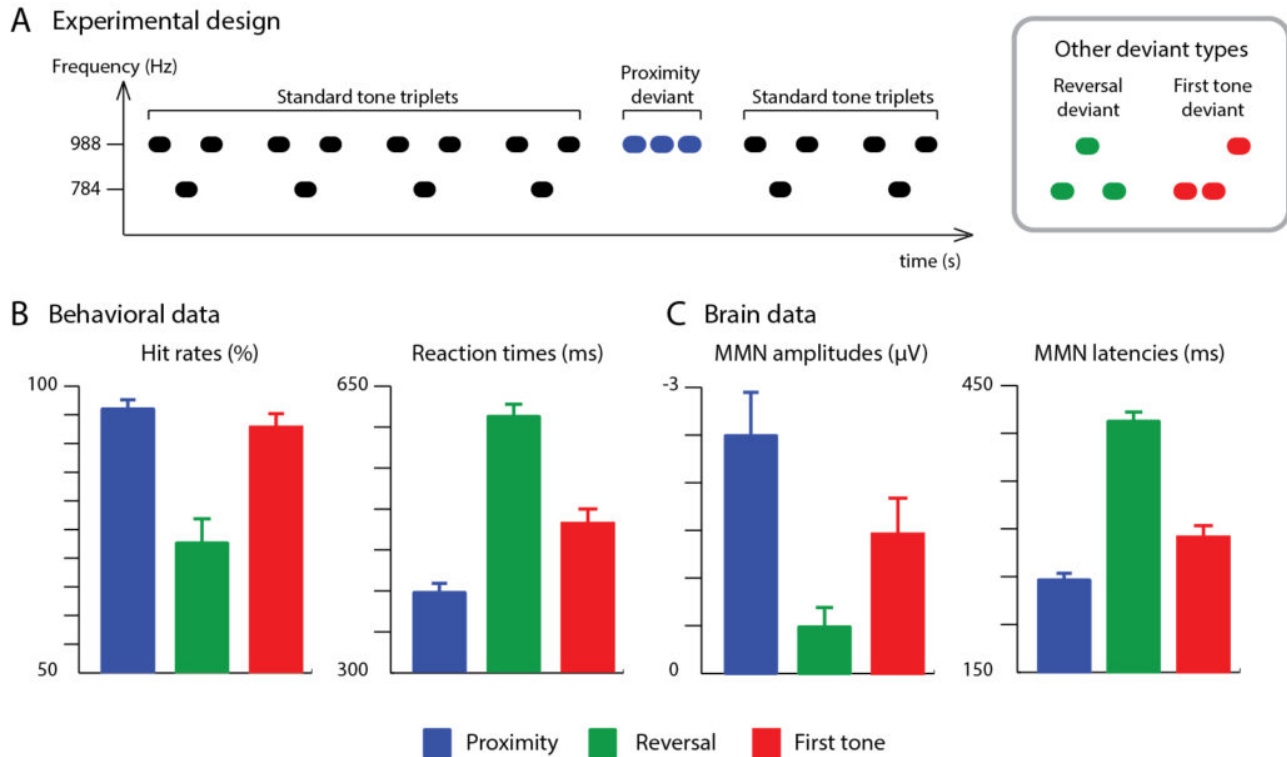 A Experimental design
Frequency (Hz)
Standard tone triplets
Proximity
deviant
Standard tone triplets
988
784
time (s)
Other deviant types
Reversal
deviant
First tone
deviant
B Behavioral data
Hit rates (%)
100
50
Reaction times (ms)
650
300
C Brain data
MMN amplitudes (μV)
-3
0
MMN latencies (ms)
450
150
Proximity
Reversal
First tone